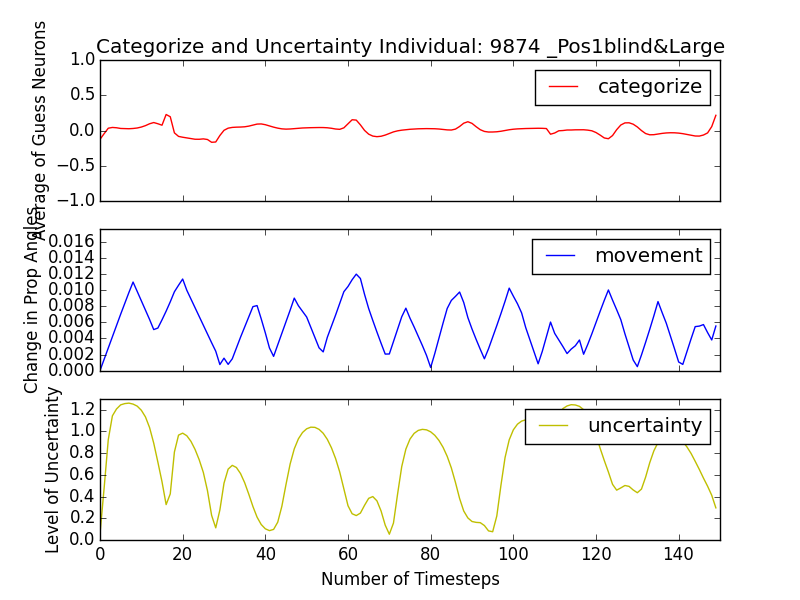 Categorize and Uncertainty Individual: 9874 _Pos1blind&Large
Average of Guess Neurons
1.0
0.5
0.0
−0.5
−1.0
categorize
Change in Prop Angles
0.016
0.014
0.012
0.010
0.008
0.006
0.004
0.002
0.000
movement
Level of Uncertainty
1.2
1.0
0.8
0.6
0.4
0.2
0.0
uncertainty
0 20 40 60 80 100 120 140
Number of Timesteps